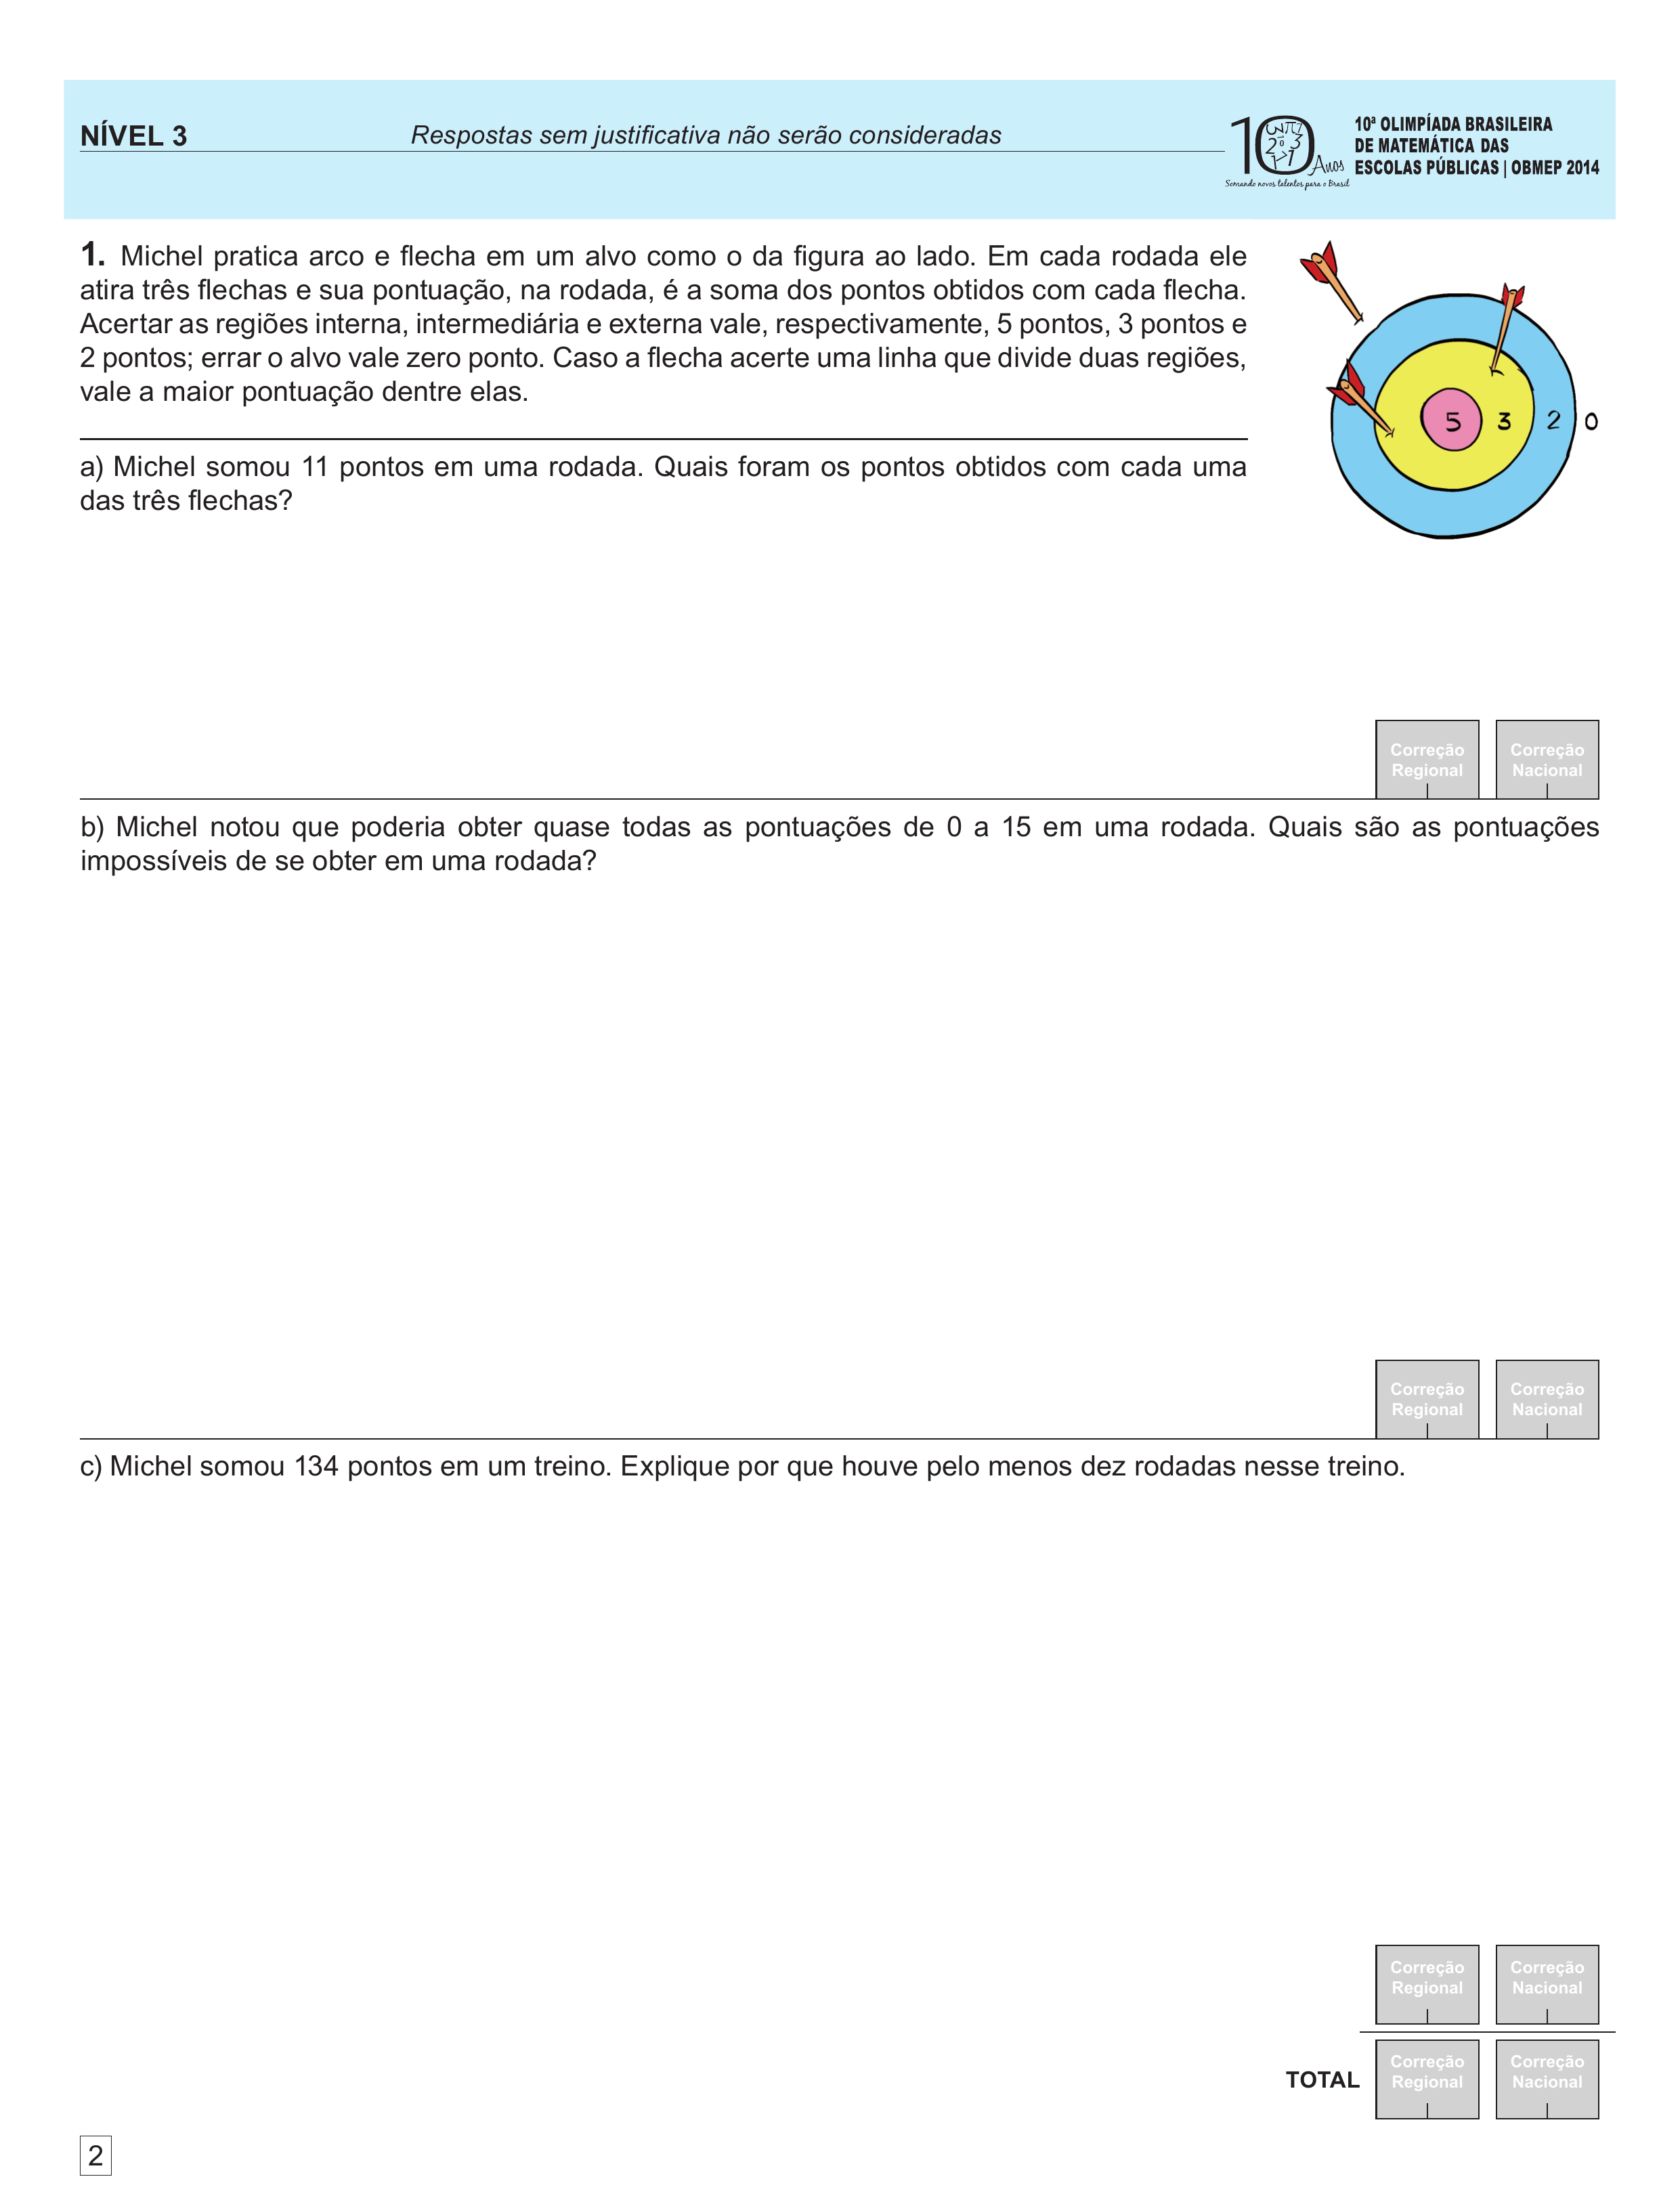 NÍVEL 3
Respostas sem justificativa não serão consideradas
10 Anos
Somando novos talentos para o Brasil
10ª OLIMPÍADA BRASILEIRA
DE MATEMÁTICA DAS
ESCOLAS PÚBLICAS | OBMEP 2014
1. Michel pratica arco e flecha em um alvo como o da figura ao lado. Em cada rodada ele
atira três flechas e sua pontuação, na rodada, é a soma dos pontos obtidos com cada flecha.
Acertar as regiões interna, intermediária e externa vale, respectivamente, 5 pontos, 3 pontos e
2 pontos; errar o alvo vale zero ponto. Caso a flecha acerte uma linha que divide duas regiões,
vale a maior pontuação dentre elas.
5 3 2 0
a) Michel somou 11 pontos em uma rodada. Quais foram os pontos obtidos com cada uma
das três flechas?
Correção
Regional
Correção
Nacional
b) Michel notou que poderia obter quase todas as pontuações de 0 a 15 em uma rodada. Quais são as pontuações
impossíveis de se obter em uma rodada?
Correção
Regional
Correção
Nacional
c) Michel somou 134 pontos em um treino. Explique por que houve pelo menos dez rodadas nesse treino.
Correção
Regional
Correção
Nacional
TOTAL
Correção
Regional
Correção
Nacional
2